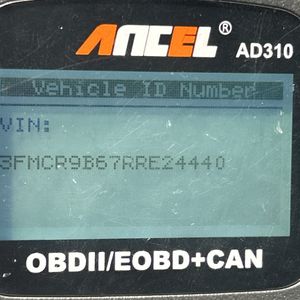 ANCEL®
AD310
Vehicle ID Number
VIN:
3FMCR9B67RRE24440
OBDII/EOBD+CAN